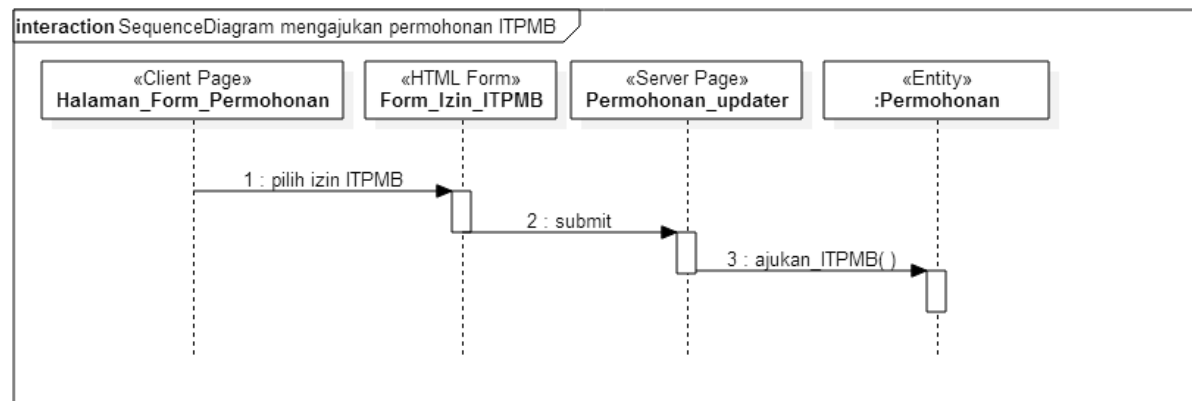 interaction SequenceDiagram mengajukan permohonan ITPMB
«Client Page»
Halaman_Form_Permohonan
«HTML Form»
Form_Izin_ITPMB
«Server Page»
Permohonan_updater
«Entity»
:Permohonan
1 : pilih izin ITPMB
2 : submit
3 : ajukan_ITPMB( )